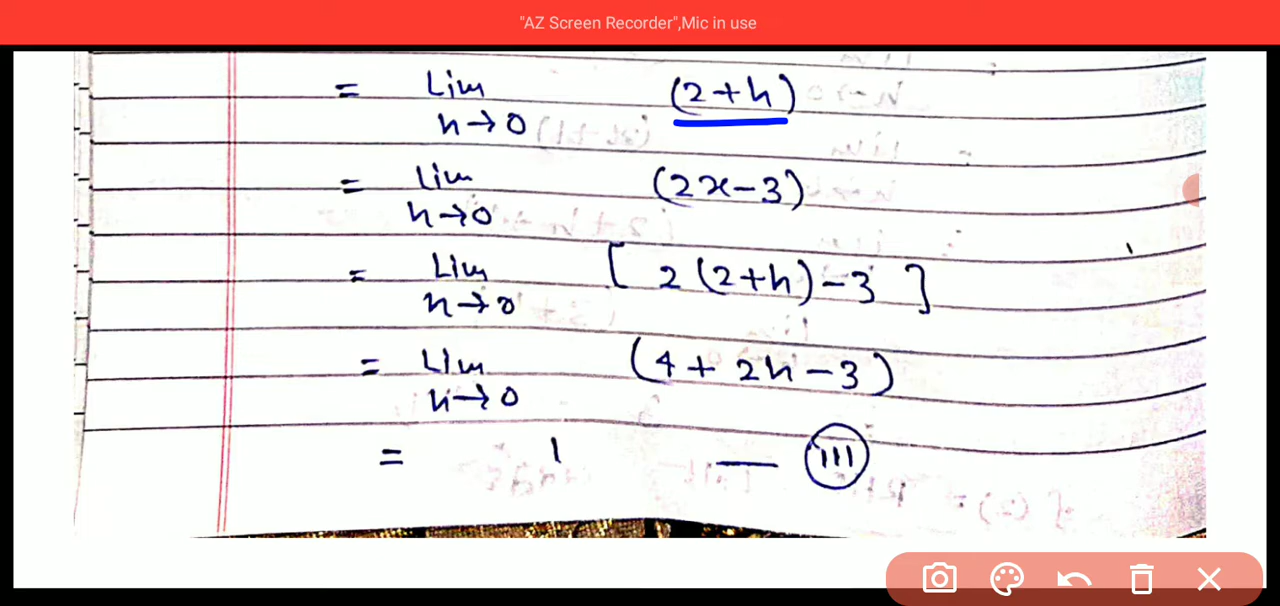 "AZ Screen Recorder",Mic in use
= Lim h→0 (2+h)
= Lim h→0 (2x-3)
= Lim h→0 [ 2(2+h)-3 ]
= Lim h→0 (4+2h-3)
= 1 — III